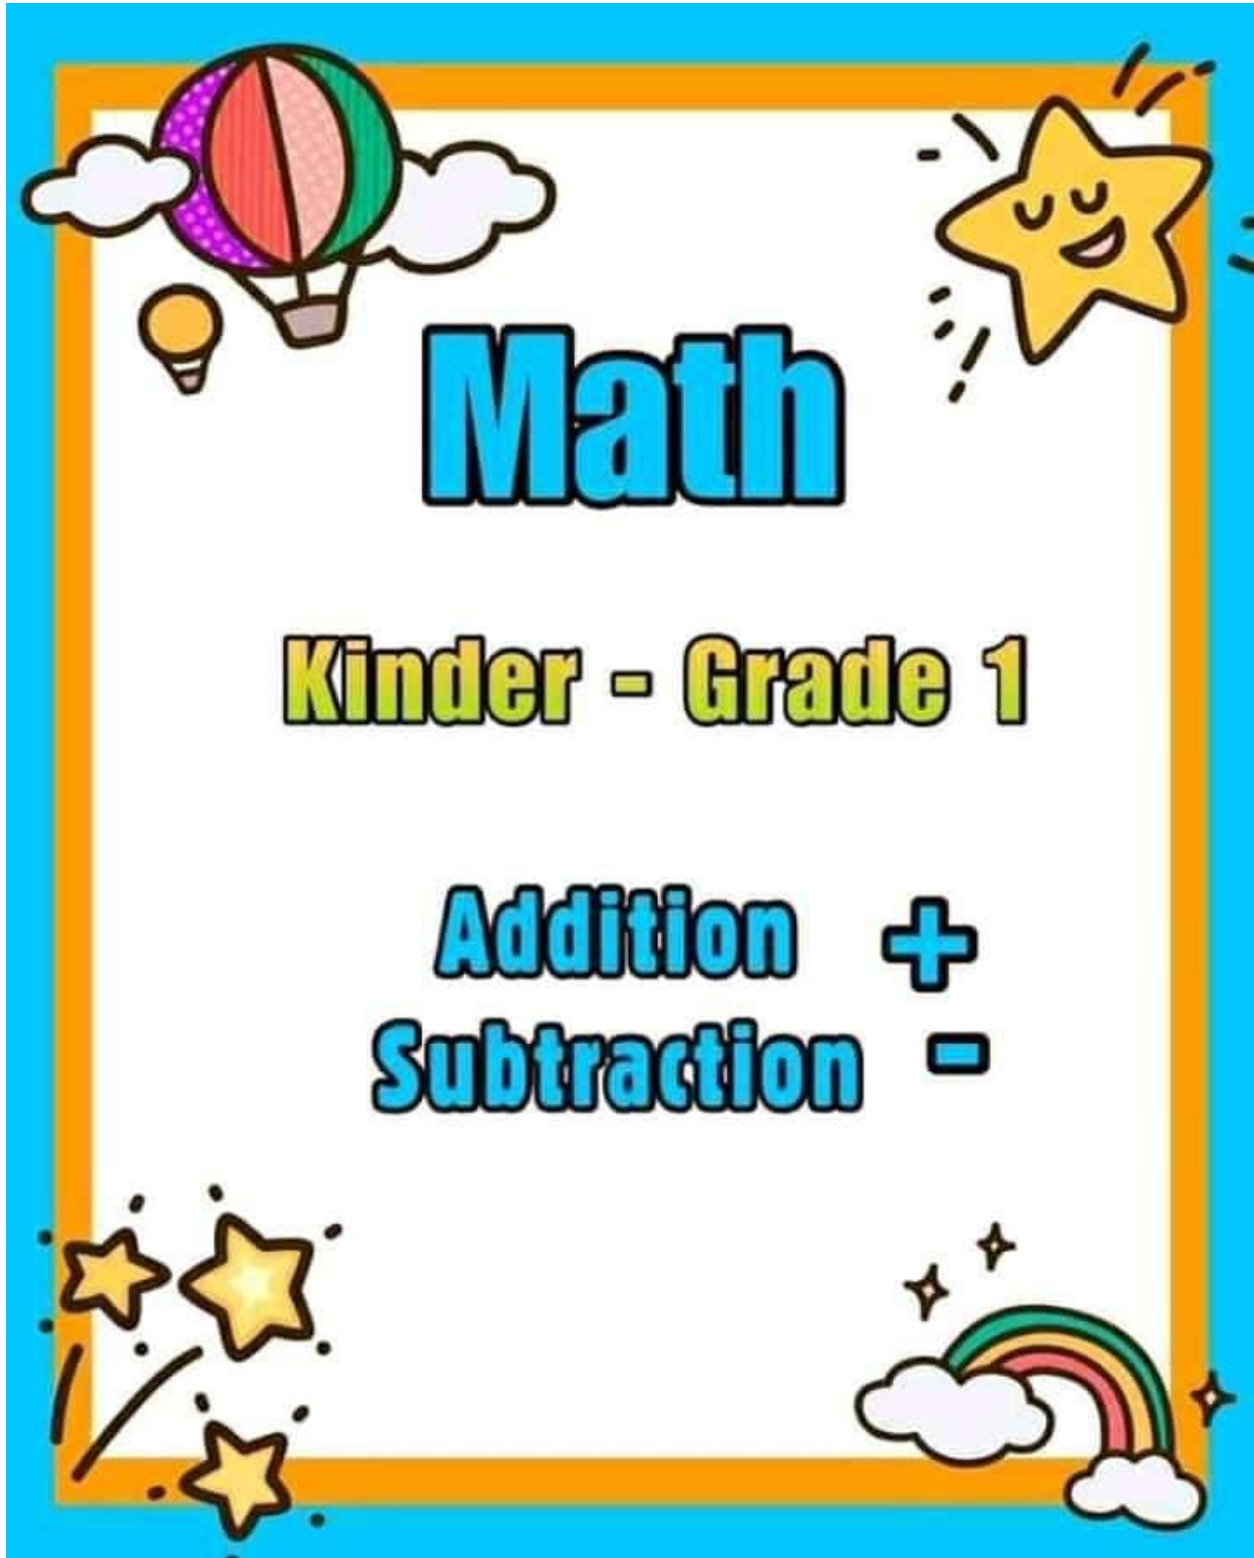 Math
Kinder - Grade 1
Addition +
Subtraction -